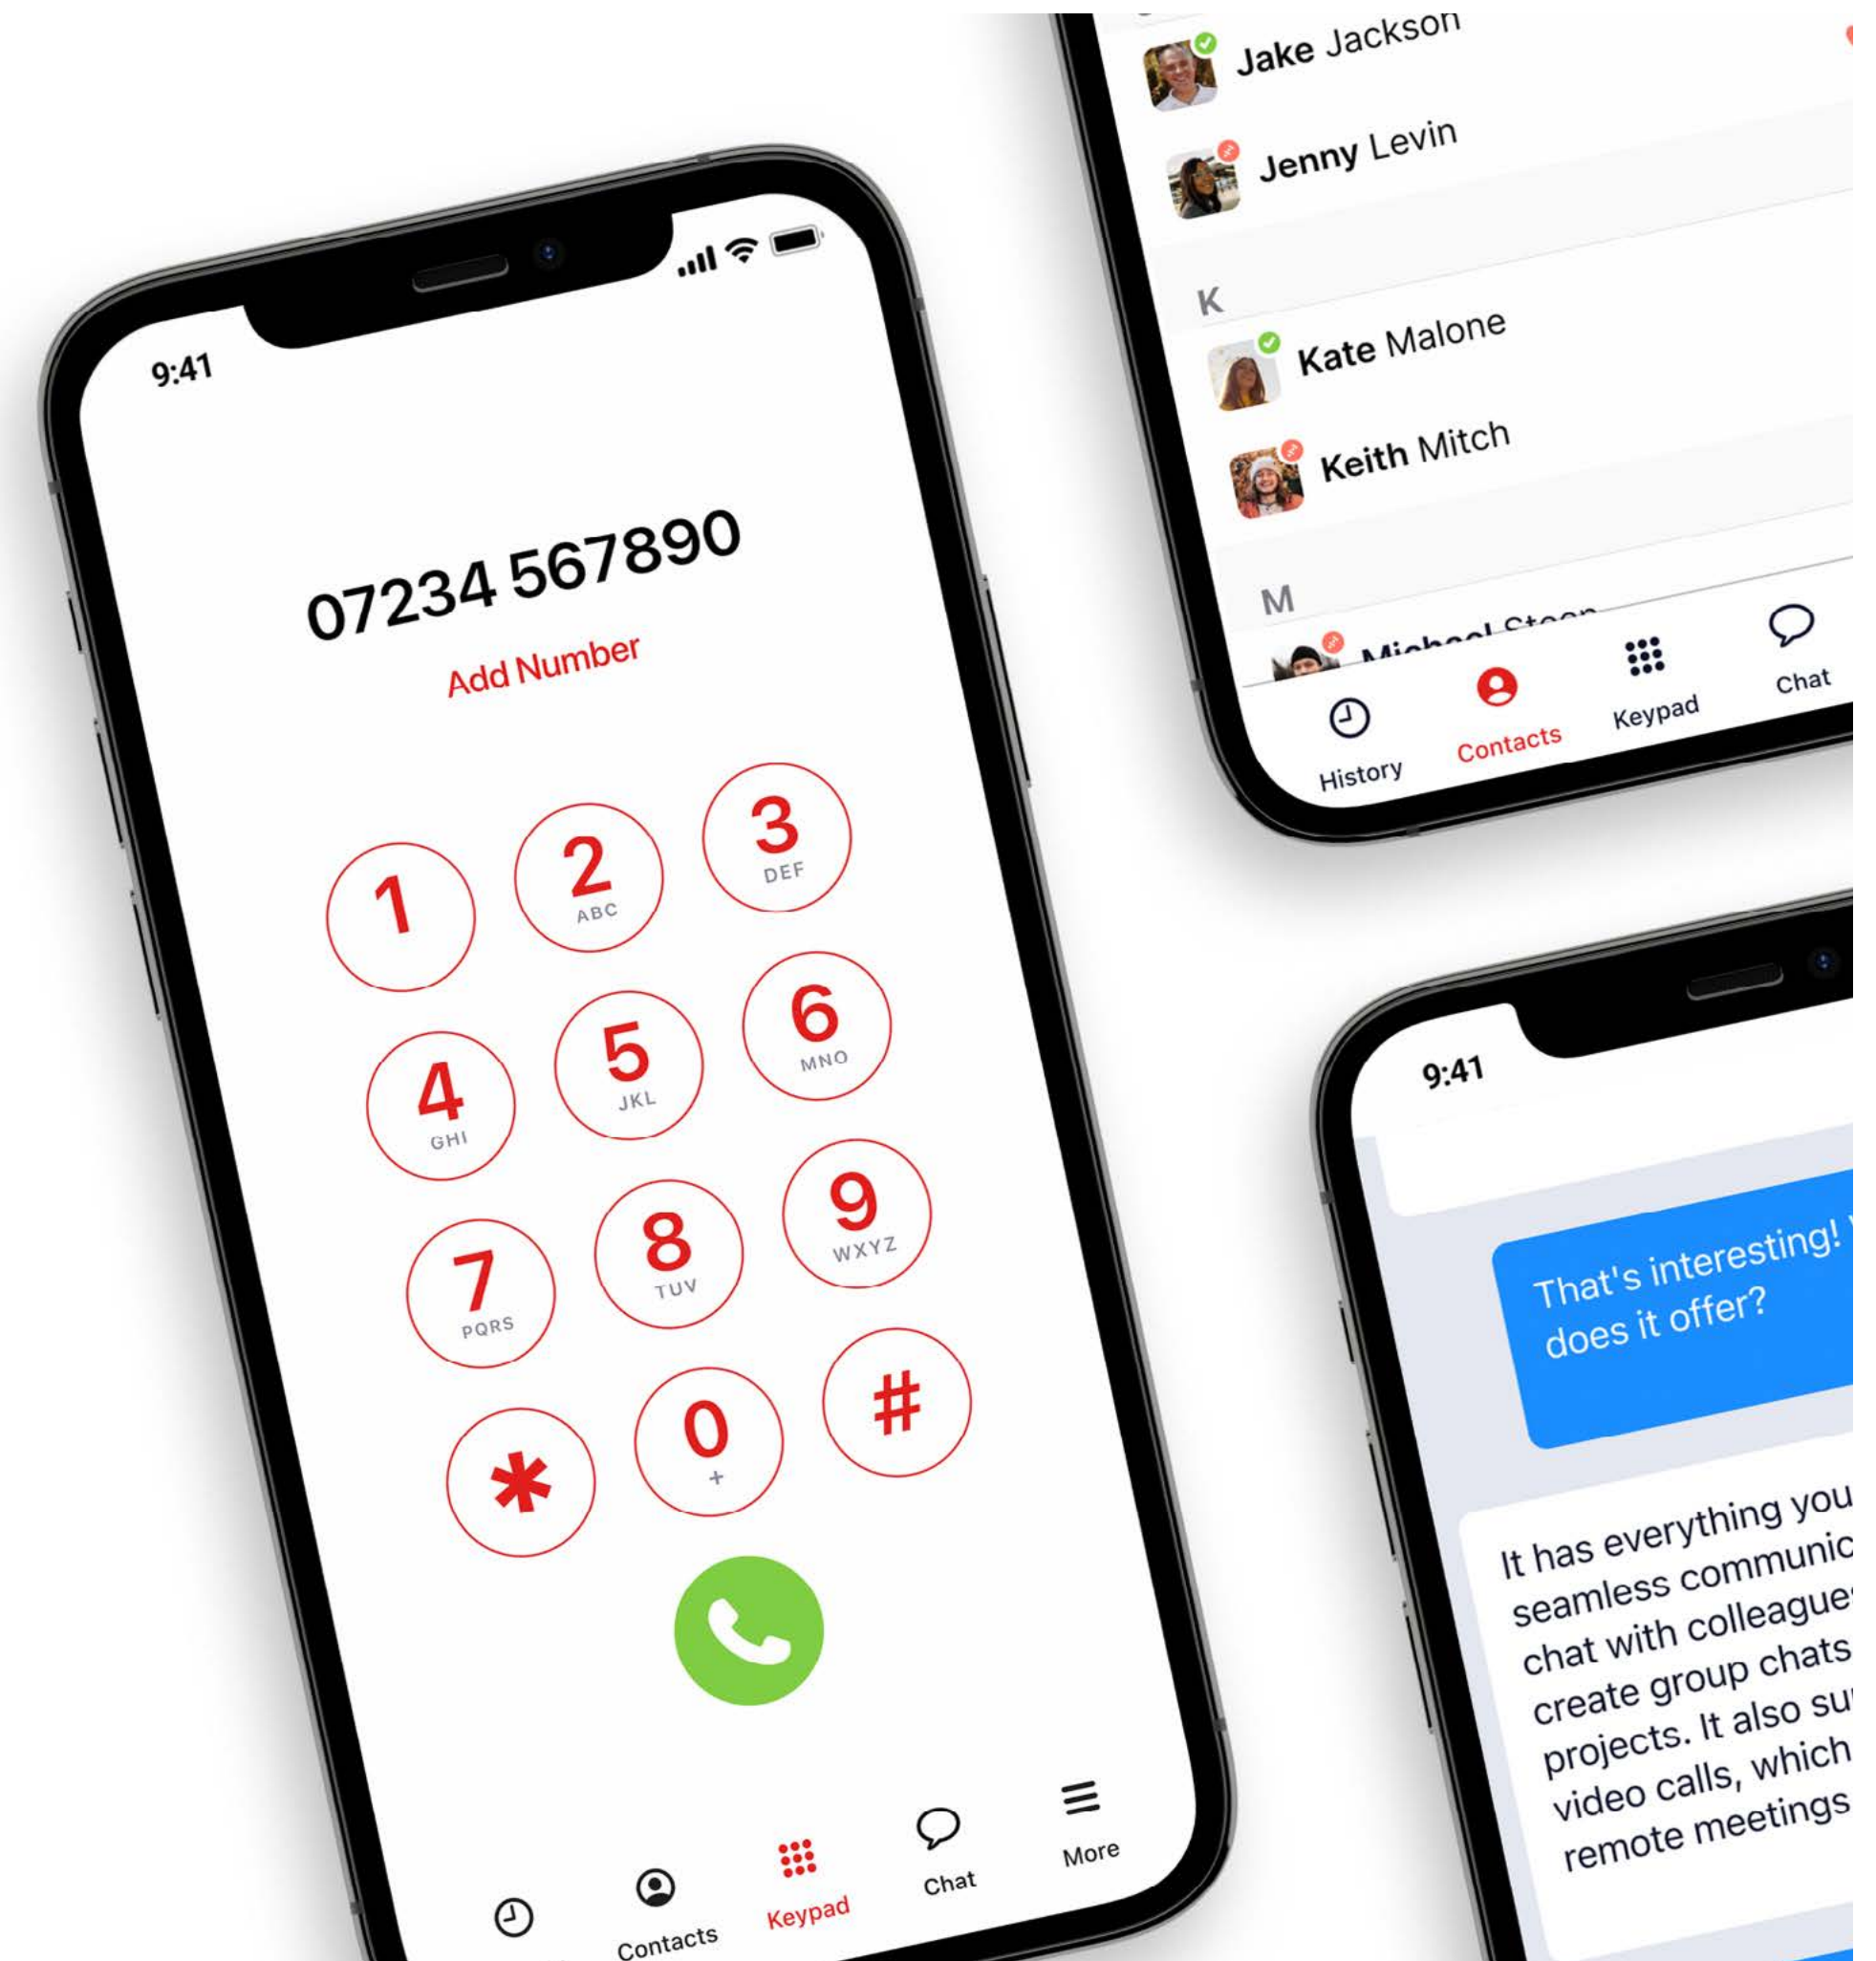 9:41
07234 567890
Add Number
1
2
ABC
3
DEF
4
GHI
5
JKL
6
MNO
7
PQRS
8
TUV
9
WXYZ
*
0
+
#
Contacts
Keypad
Chat
More
Jake Jackson
Jenny Levin
K
Kate Malone
Keith Mitch
M
Michael Steen
History
Contacts
Keypad
Chat
9:41
That's interesting!
does it offer?
It has everything you
seamless
chat with
create group chats
projects. It also
video calls, which
remote meetings